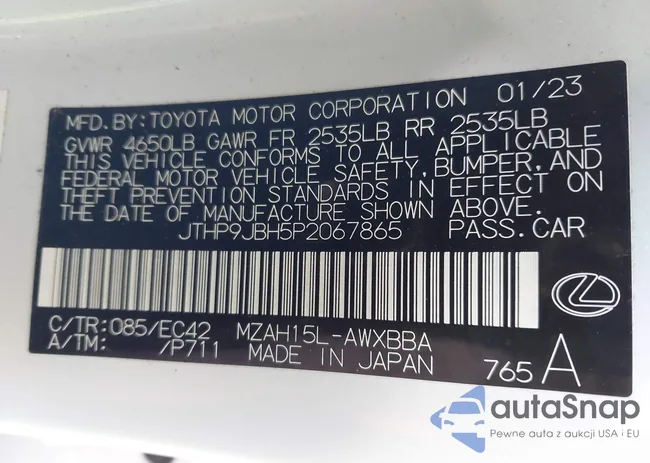 MFD. BY: TOYOTA MOTOR CORPORATION 01/23
GVWR 4650LB GAWR FR 2535LB RR 2535LB
THIS VEHICLE CONFORMS TO ALL APPLICABLE
FEDERAL MOTOR VEHICLE SAFETY, BUMPER, AND
THEFT PREVENTION STANDARDS IN EFFECT ON
THE DATE OF MANUFACTURE SHOWN ABOVE.
JTHP9JBH5P2067865 PASS. CAR
C/TR: 085/EC42 MZAH15L-AWXBBA
A/TM: /P711 MADE IN JAPAN 765 A
autaSnap
Pewne auta z aukcji USA i EU